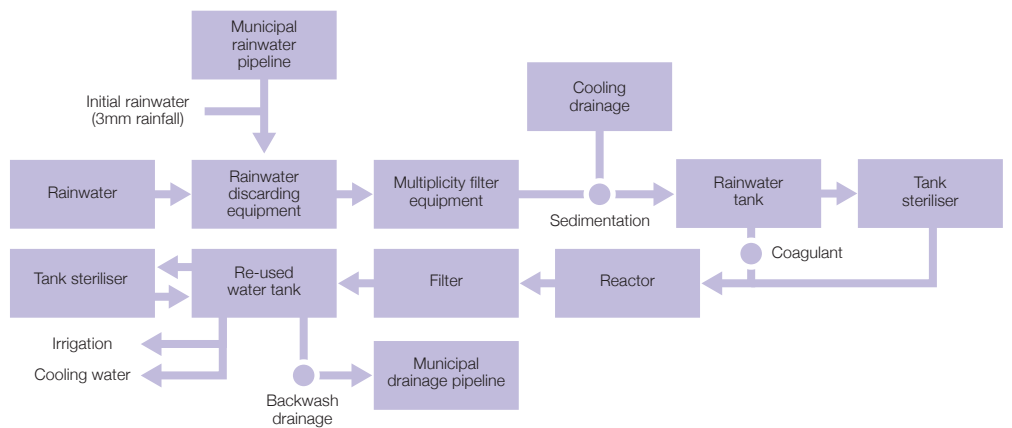 Municipal
rainwater
pipeline
Initial rainwater
(3mm rainfall)
Cooling
drainage
Rainwater
Rainwater
discarding
equipment
Multiplicity filter
equipment
Sedimentation
Rainwater
tank
Tank
steriliser
Tank steriliser
Re-used
water tank
Filter
Reactor
Coagulant
Irrigation
Cooling water
Backwash
drainage
Municipal
drainage pipeline